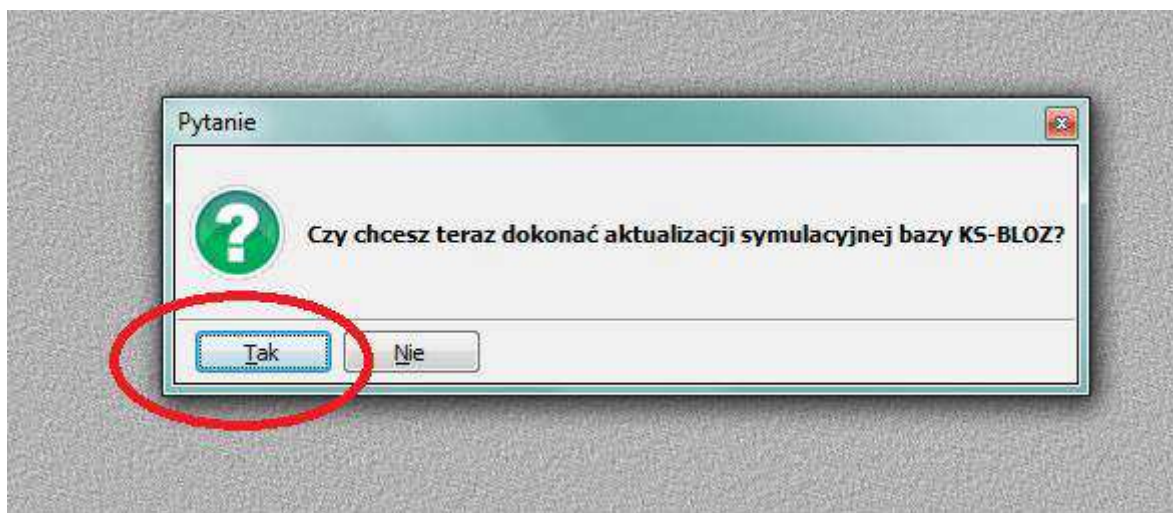 Pytanie
Czy chcesz teraz dokonać aktualizacji symulacyjnej bazy KS-BLOZ?
Tak Nie